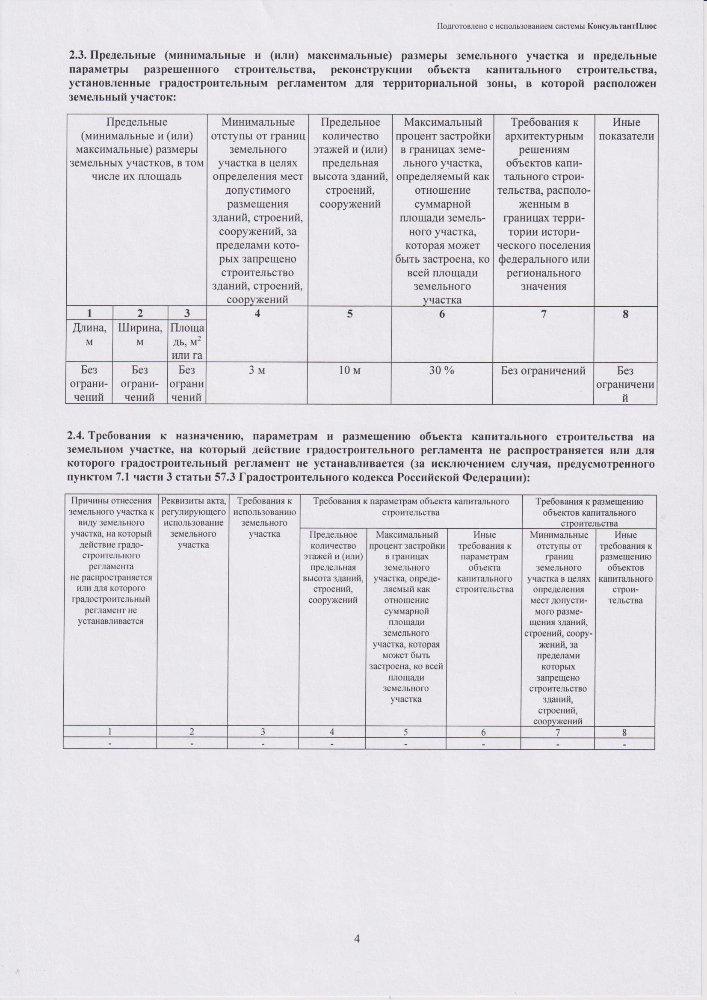 Подготовлено с использованием системы КонсультантПлюс
2.3. Предельные (минимальные и (или) максимальные) размеры земельного участка и предельные
параметры разрешенного строительства, реконструкции объекта капитального строительства,
установленные градостроительным регламентом для территориальной зоны, в которой расположен
земельный участок:
Предельные
(минимальные и (или)
максимальные) размеры
земельных участков, в том
числе их площадь
Минимальные
отступы от границ
земельного
участка в целях
определения мест
допустимого
размещения
зданий, строений,
сооружений, за
пределами кото-
рых запрещено
строительство
зданий, строений,
сооружений
Предельное
количество
этажей и (или)
предельная
высота зданий,
строений,
сооружений
Максимальный
процент застройки
в границах земе-
льного участка,
определяемый как
отношение
суммарной
площади земель-
ного участка,
которая может
быть застроена, ко
всей площади
земельного
участка
Требования к
архитектурным
решениям
объектов капи-
тального строи-
тельства, располо-
женным в
границах терри-
тории истори-
ческого поселения
федерального или
регионального
значения
Иные
показатели
1 2 3 4 5 6 7 8
Длина,
м
Ширина,
м
Площа
дь, м²
или га
Без
ограни-
чений
Без
ограни-
чений
Без
ограни
чений
3 м
10 м
30 %
Без ограничений
Без
ограничени
й
2.4. Требования к назначению, параметрам и размещению объекта капитального строительства на
земельном участке, на который действие градостроительного регламента не распространяется или для
которого градостроительный регламент не устанавливается (за исключением случая, предусмотренного
пунктом 7.1 части 3 статьи 57.3 Градостроительного кодекса Российской Федерации):
Причины отнесения
земельного участка к
виду земельного
участка, на который
действие градо-
строительного
регламента
не распространяется
или для которого
градостроительный
регламент не
устанавливается
Реквизиты акта,
регулирующего
использование
земельного
участка
Требования к
использованию
земельного
участка
Требования к параметрам объекта капитального
строительства
Требования к размещению
объектов капитального
строительства
Предельное
количество
этажей и (или)
предельная
высота зданий,
строений,
сооружений
Максимальный
процент застройки
в границах
земельного
участка, опреде-
ляемый как
отношение
суммарной
площади
земельного
участка, которая
может быть
застроена, ко всей
площади
земельного
участка
Иные
требования к
параметрам
объекта
капитального
строительства
Минимальные
отступы от
границ
земельного
участка в целях
определения
мест допусти-
мого разме-
щения зданий,
строений, соору-
жений, за
пределами
которых
запрещено
строительство
зданий,
строений,
сооружений
Иные
требования к
размещению
объектов
капитального
строи-
тельства
1 2 3 4 5 6 7 8
- - - - - - - -
4